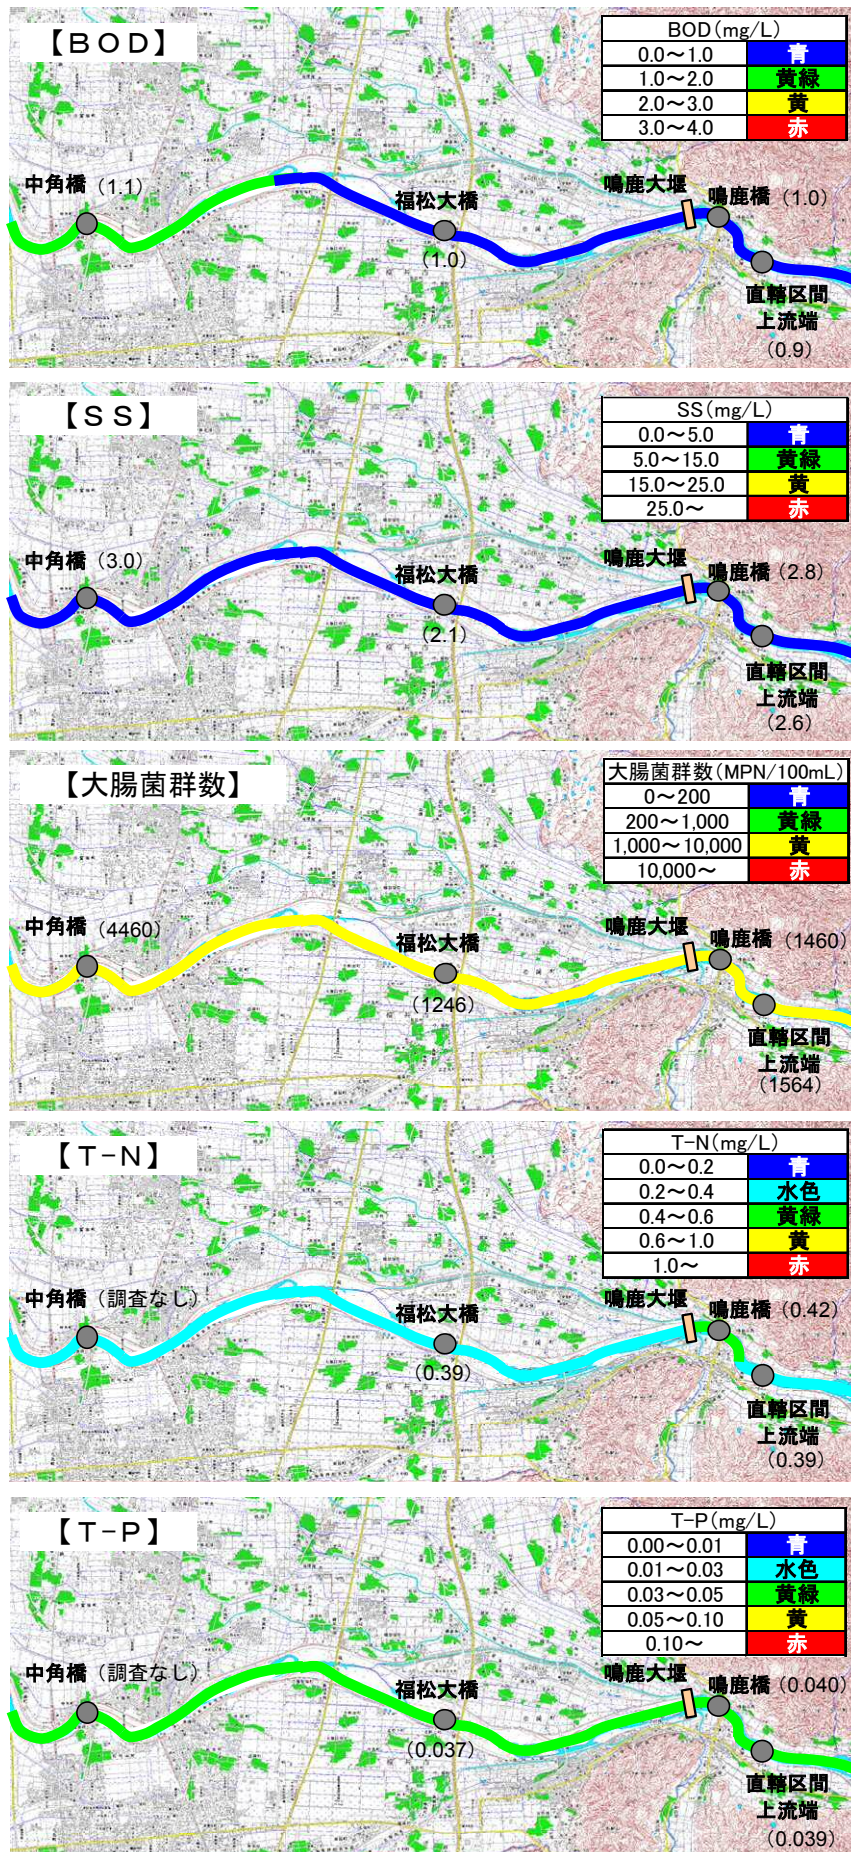 【ＢＯＤ】
BOD(mg/L)
0.0～1.0 青
1.0～2.0 黄緑
2.0～3.0 黄
3.0～4.0 赤
中角橋 (1.1)
福松大橋
(1.0)
鳴鹿大堰
鳴鹿橋 (1.0)
直轄区間
上流端
(0.9)
【ＳＳ】
SS(mg/L)
0.0～5.0 青
5.0～15.0 黄緑
15.0～25.0 黄
25.0～ 赤
中角橋 (3.0)
福松大橋
(2.1)
鳴鹿大堰
鳴鹿橋 (2.8)
直轄区間
上流端
(2.6)
【大腸菌群数】
大腸菌群数(MPN/100mL)
0～200 青
200～1,000 黄緑
1,000～10,000 黄
10,000～ 赤
中角橋 (4460)
福松大橋
(1246)
鳴鹿大堰
鳴鹿橋 (1460)
直轄区間
上流端
(1564)
【Ｔ-Ｎ】
T-N(mg/L)
0.0～0.2 青
0.2～0.4 水色
0.4～0.6 黄緑
0.6～1.0 黄
1.0～ 赤
中角橋 (調査なし)
福松大橋
(0.39)
鳴鹿大堰
鳴鹿橋 (0.42)
直轄区間
上流端
(0.39)
【Ｔ-Ｐ】
T-P(mg/L)
0.00～0.01 青
0.01～0.03 水色
0.03～0.05 黄緑
0.05～0.10 黄
0.10～ 赤
中角橋 (調査なし)
福松大橋
(0.037)
鳴鹿大堰
鳴鹿橋 (0.040)
直轄区間
上流端
(0.039)